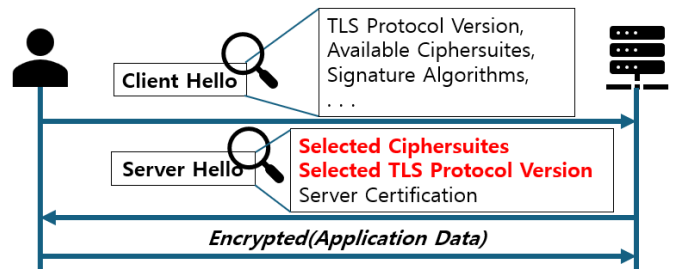 TLS Protocol Version,
Available Ciphersuites,
Signature Algorithms,
. . .
Client Hello
Selected Ciphersuites
Selected TLS Protocol Version
Server Certification
Server Hello
Encrypted(Application Data)